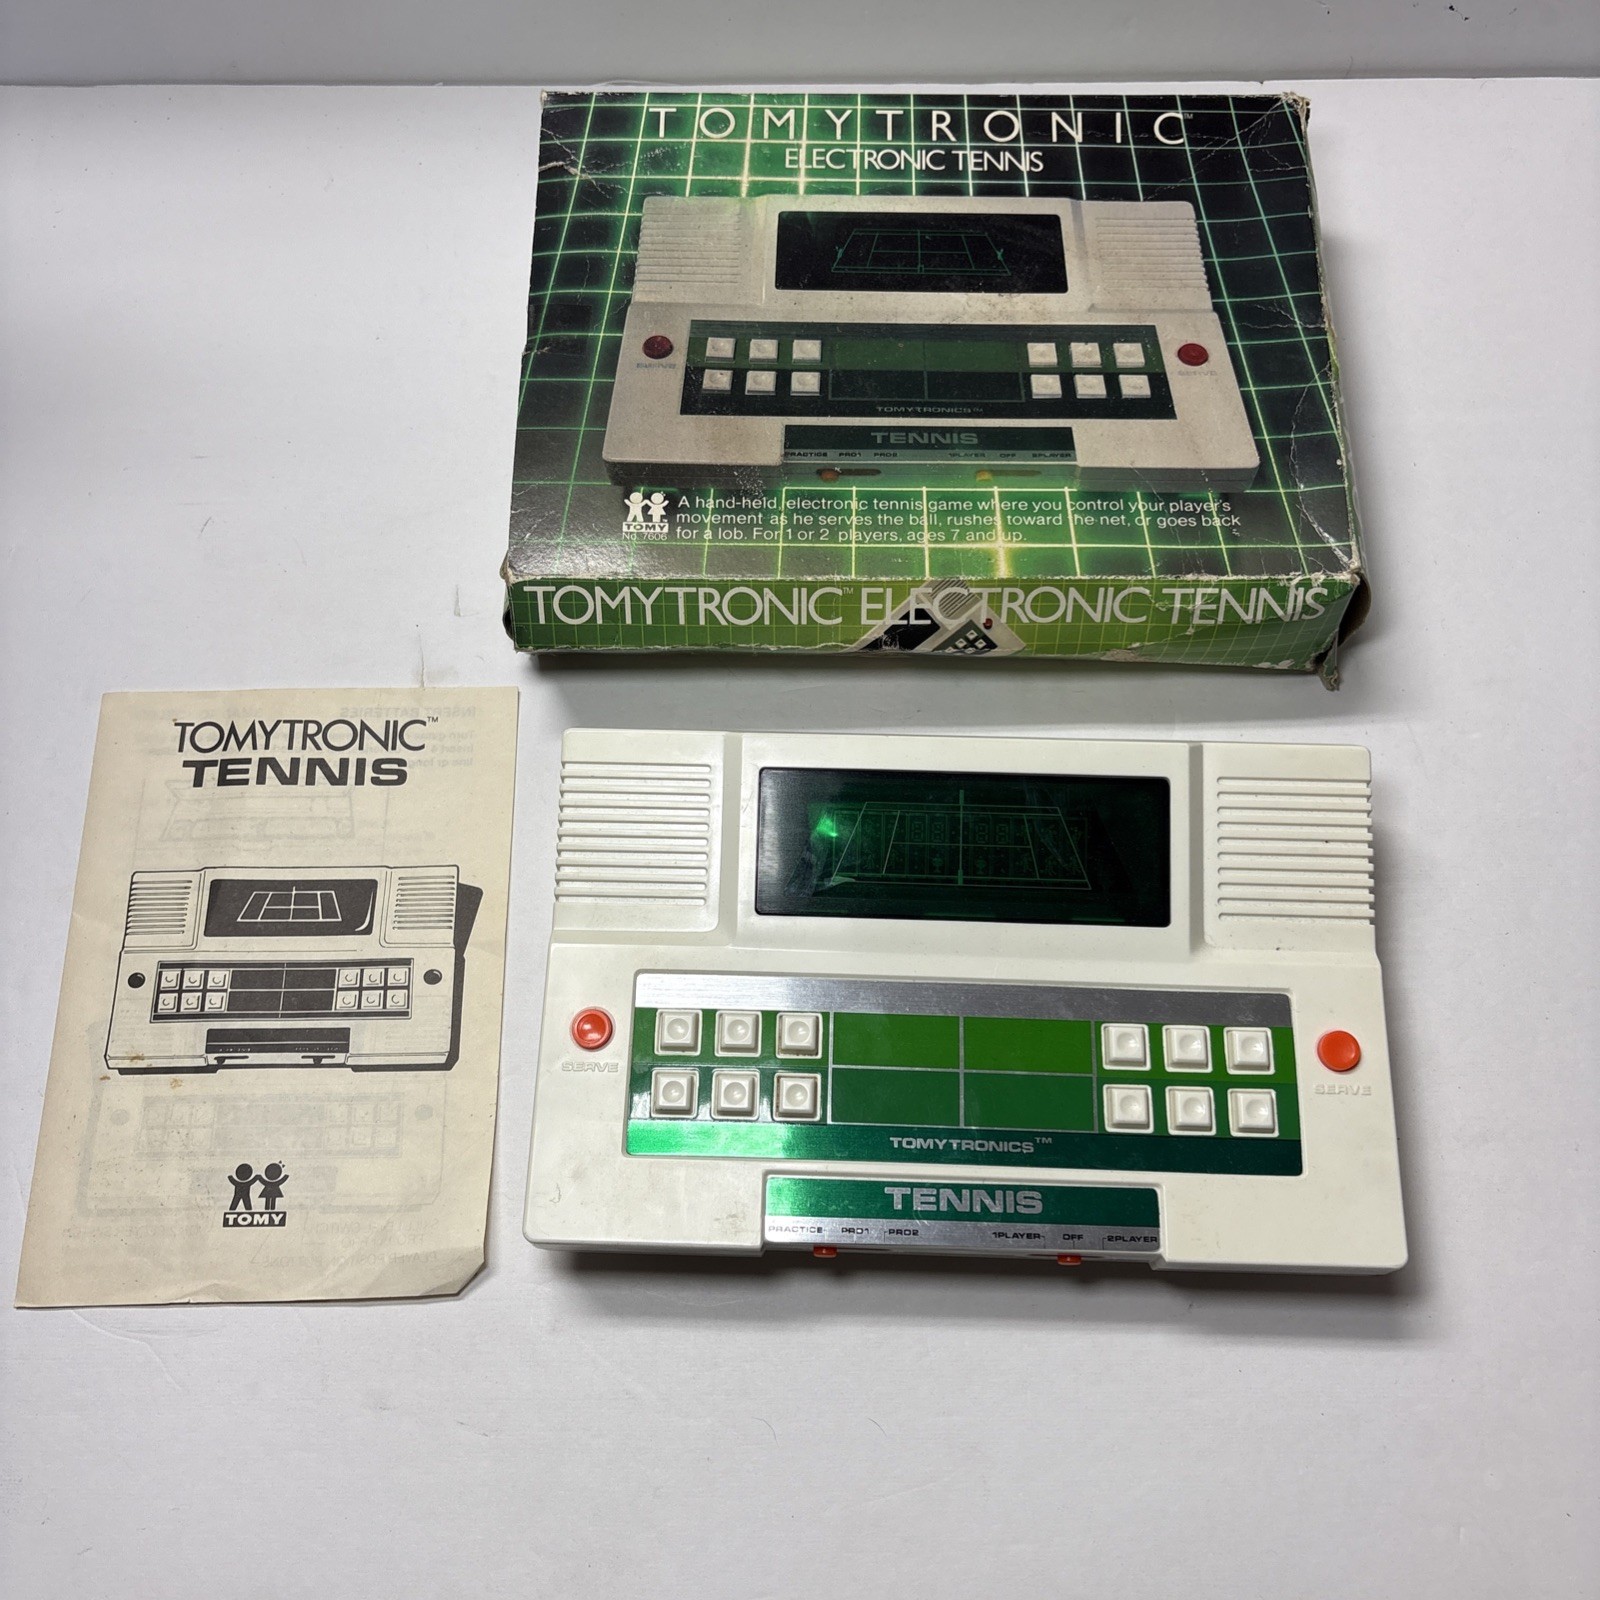 TOMYTRONIC™
ELECTRONIC TENNIS
SERVE
SERVE
TOMYTRONICS™
TENNIS
PRACTICE PRO1 PRO2 1PLAYER OFF 2PLAYER
TOMY
No. 7606
A hand-held, electronic tennis game where you control your player's
movement as he serves the ball, rushes toward the net, or goes back
for a lob. For 1 or 2 players, ages 7 and up.
TOMYTRONIC™ ELECTRONIC TENNIS
TOMYTRONIC™
TENNIS
TOMY
SERVE
SERVE
TOMYTRONICS™
TENNIS
PRACTICE PRO1 PRO2 1PLAYER OFF 2PLAYER